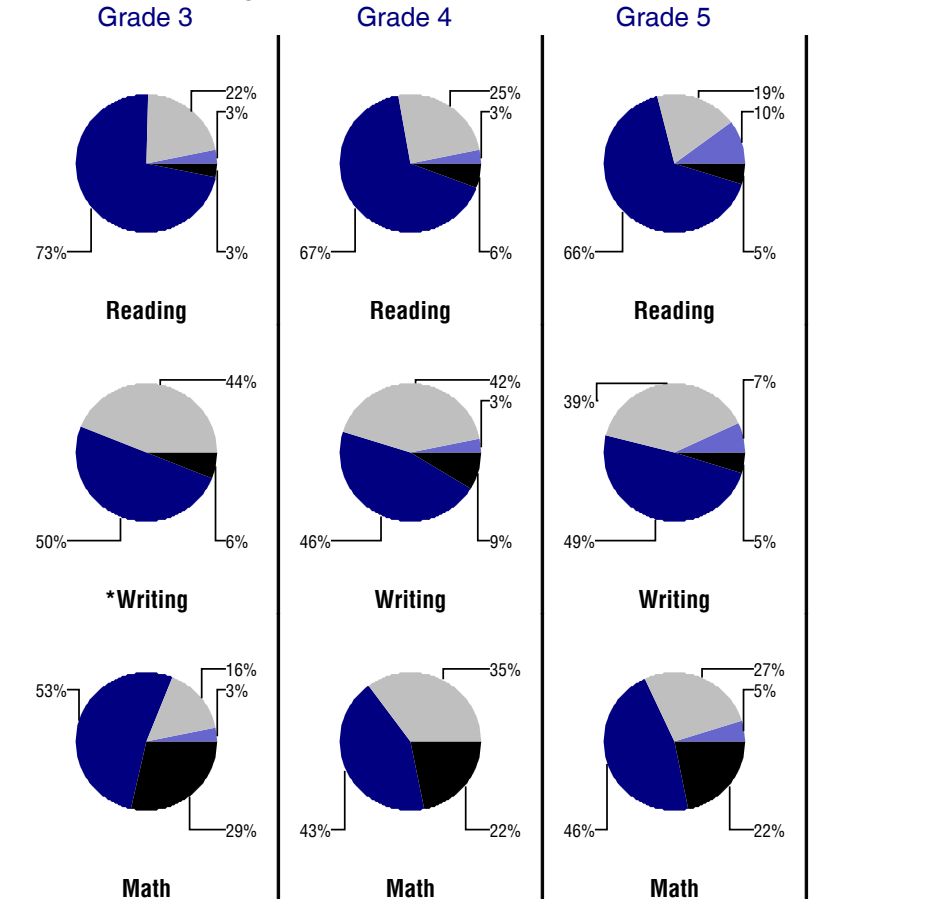 Grade 3 Grade 4 Grade 5
22% 25% 19%
3% 3% 10%
73% 3% 67% 6% 66% 5%
Reading Reading Reading
44% 42% 7%
3% 39%
50% 6% 46% 9% 49% 5%
*Writing Writing Writing
16% 35% 27%
53% 3% 5%
29% 43% 22% 46% 22%
Math Math Math